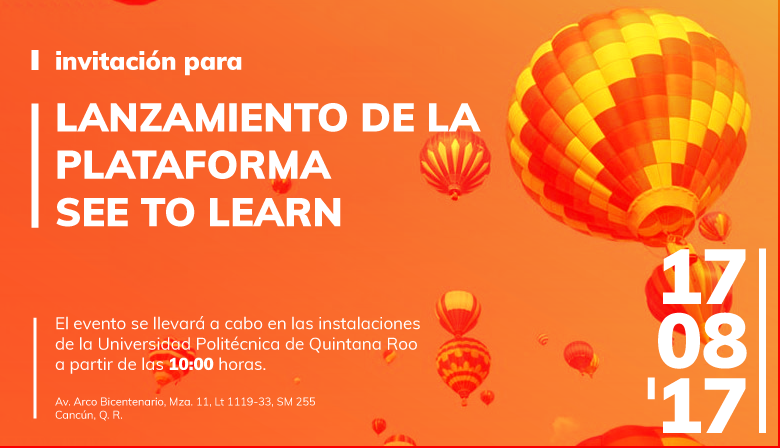 invitación para
LANZAMIENTO DE LA
PLATAFORMA
SEE TO LEARN
El evento se llevará a cabo en las instalaciones
de la Universidad Politécnica de Quintana Roo
a partir de las 10:00 horas.
Av. Arco Bicentenario, Mza. 11, Lt 1119-33, SM 255
Cancún, Q. R.
17
08
'17